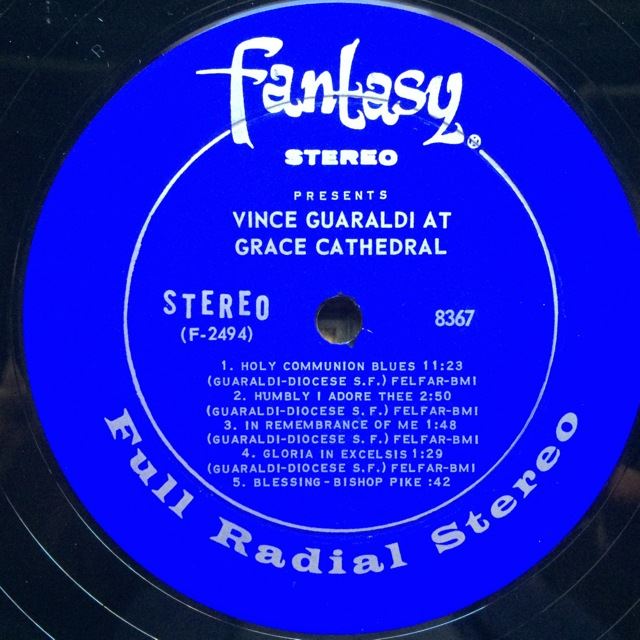 fantasy
STEREO
PRESENTS
VINCE GUARALDI AT
GRACE CATHEDRAL
STEREO
(F-2494)
8367
1. HOLY COMMUNION BLUES 11:23
(GUARALDI-DIOCESE S.F.) FELFAR-BMI
2. HUMBLY I ADORE THEE 2:50
(GUARALDI-DIOCESE S.F.) FELFAR-BMI
3. IN REMEMBRANCE OF ME 1:48
(GUARALDI-DIOCESE S.F.) FELFAR-BMI
4. GLORIA IN EXCELSIS 1:29
(GUARALDI-DIOCESE S.F.) FELFAR-BMI
5. BLESSING-BISHOP PIKE :42
Full Radial Stereo